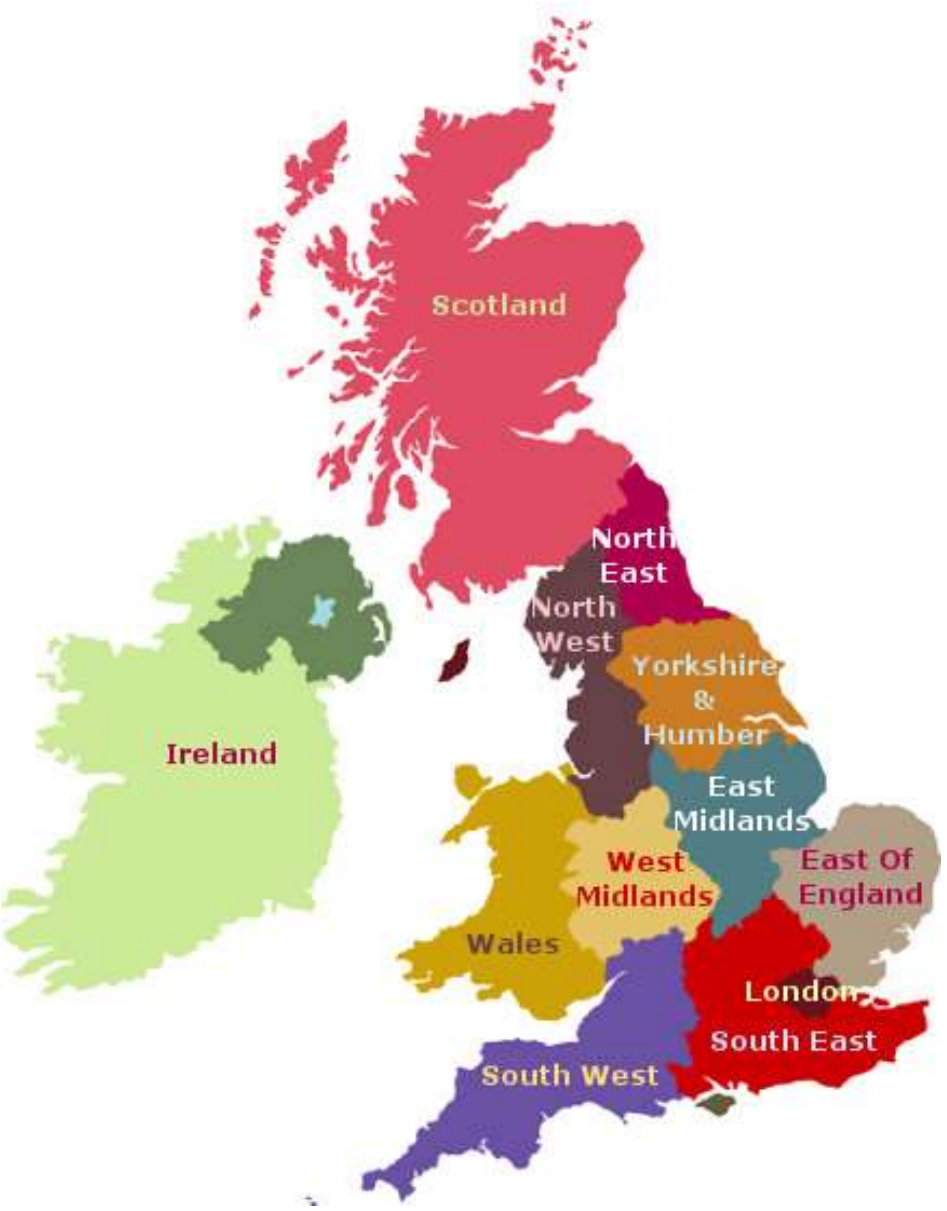 Scotland
North
East
North
West
Yorkshire
&
Humber
Ireland
East
Midlands
West
Midlands
East Of
England
Wales
London
South East
South West